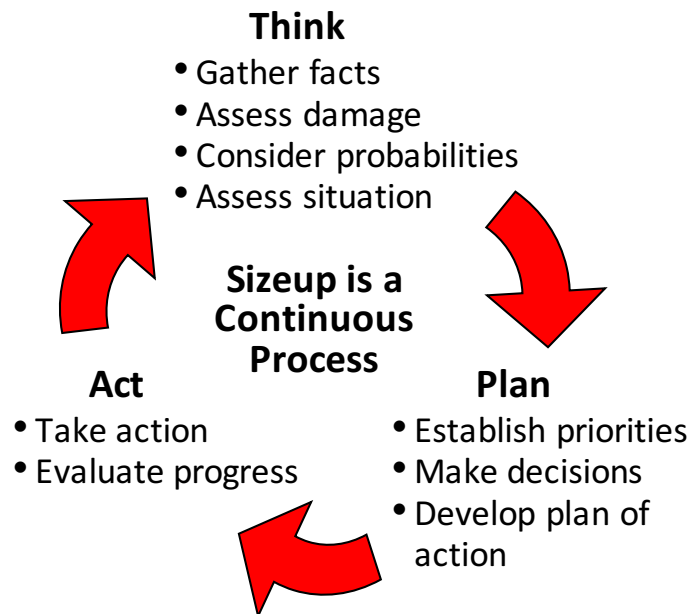 Think
• Gather facts
• Assess damage
• Consider probabilities
• Assess situation
Sizeup is a
Continuous
Process
Act
• Take action
• Evaluate progress
Plan
• Establish priorities
• Make decisions
• Develop plan of
action